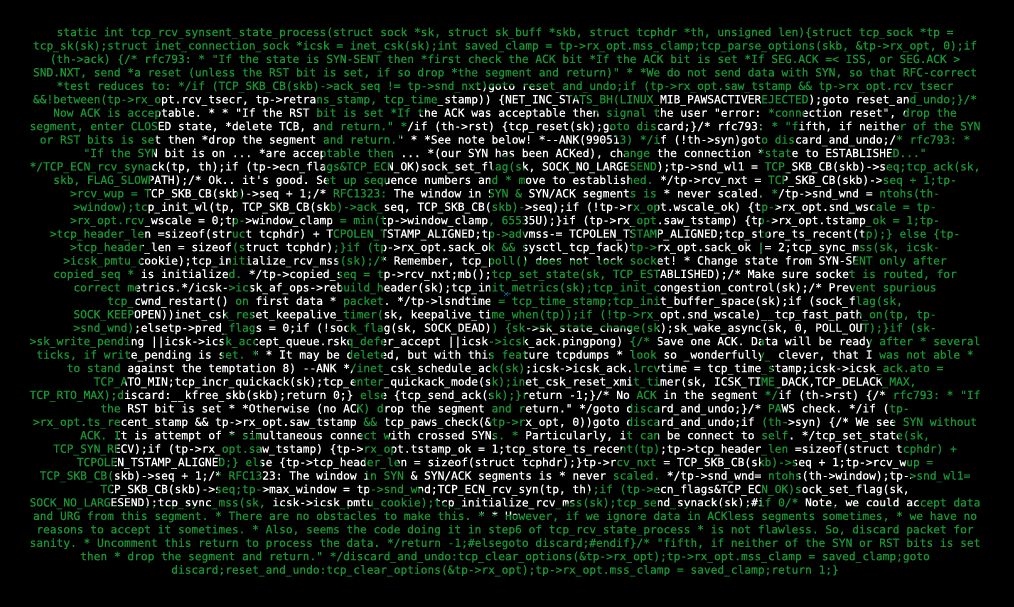 static int tcp_rcv_synsent_state_process(struct sock *sk, struct sk_buff *skb, struct tcphdr *th, unsigned len){struct tcp_sock *tp =
tcp_sk(sk);struct inet_connection_sock *icsk = inet_csk(sk);int saved_clamp = tp->rx_opt.mss_clamp;tcp_parse_options(skb, &tp->rx_opt, 0);if
(th->ack) {/* rfc793: * "If the state is SYN-SENT then *first check the ACK bit *If the ACK bit is set *If SEG.ACK =< ISS, or SEG.ACK >
SND.NXT, send *a reset (unless the RST bit is set, if so drop *the segment and return)" * *We do not send data with SYN, so that RFC-correct
*test reduces to: */if (TCP_SKB_CB(skb)->ack_seq != tp->snd_nxt)goto reset_and_undo;if (tp->rx_opt.saw_tstamp && tp->rx_opt.rcv_tsecr
&&!between(tp->rx_opt.rcv_tsecr, tp->retrans_stamp, tcp_time_stamp)) {NET_INC_STATS_BH(LINUX_MIB_PAWSACTIVEREJECTED);goto reset_and_undo;}/*
Now ACK is acceptable. * * "If the RST bit is set *If the ACK was acceptable then signal the user "error: *connection reset", drop the
segment, enter CLOSED state, *delete TCB, and return." */if (th->rst) {tcp_reset(sk);goto discard;}/* rfc793: * "fifth, if neither of the SYN
or RST bits is set then *drop the segment and return." * *See note below! *--ANK(990513) */if (!th->syn)goto discard_and_undo;/* rfc793: *
"If the SYN bit is on ... *are acceptable then ... *(our SYN has been ACKed), change the connection *state to ESTABLISHED..."
*/TCP_ECN_rcv_synack(tp, th);if (tp->ecn_flags&TCP_ECN_OK)sock_set_flag(sk, SOCK_NO_LARGESEND);tp->snd_wl1 = TCP_SKB_CB(skb)->seq;tcp_ack(sk,
skb, FLAG_SLOWPATH);/* Ok.. it's good. Set up sequence numbers and * move to established. */tp->rcv_nxt = TCP_SKB_CB(skb)->seq + 1;tp-
>rcv_wup = TCP_SKB_CB(skb)->seq + 1;/* RFC1323: The window in SYN & SYN/ACK segments is * never scaled. */tp->snd_wnd = ntohs(th-
>window);tcp_init_wl(tp, TCP_SKB_CB(skb)->ack_seq, TCP_SKB_CB(skb)->seq);if (!tp->rx_opt.wscale_ok) {tp->rx_opt.snd_wscale = tp-
>rx_opt.rcv_wscale = 0;tp->window_clamp = min(tp->window_clamp, 65535U);}if (tp->rx_opt.saw_tstamp) {tp->rx_opt.tstamp_ok = 1;tp-
>tcp_header_len =sizeof(struct tcphdr) + TCPOLEN_TSTAMP_ALIGNED;tp->advmss-= TCPOLEN_TSTAMP_ALIGNED;tcp_store_ts_recent(tp);} else {tp-
>tcp_header_len = sizeof(struct tcphdr);}if (tp->rx_opt.sack_ok && sysctl_tcp_fack)tp->rx_opt.sack_ok |= 2;tcp_sync_mss(sk, icsk-
>icsk_pmtu_cookie);tcp_initialize_rcv_mss(sk);/* Remember, tcp_poll() does not lock socket! * Change state from SYN-SENT only after
copied_seq * is initialized. */tp->copied_seq = tp->rcv_nxt;mb();tcp_set_state(sk, TCP_ESTABLISHED);/* Make sure socket is routed, for
correct metrics.*/icsk->icsk_af_ops->rebuild_header(sk);tcp_init_metrics(sk);tcp_init_congestion_control(sk);/* Prevent spurious
tcp_cwnd_restart() on first data * packet. */tp->lsndtime = tcp_time_stamp;tcp_init_buffer_space(sk);if (sock_flag(sk,
SOCK_KEEPOPEN))inet_csk_reset_keepalive_timer(sk, keepalive_time_when(tp));if (!tp->rx_opt.snd_wscale)__tcp_fast_path_on(tp, tp-
>snd_wnd);elsetp->pred_flags = 0;if (!sock_flag(sk, SOCK_DEAD)) {sk->sk_state_change(sk);sk_wake_async(sk, 0, POLL_OUT);}if (sk-
>sk_write_pending ||icsk->icsk_accept_queue.rskq_defer_accept ||icsk->icsk_ack.pingpong) {/* Save one ACK. Data will be ready after * several
ticks, if write_pending is set. * * It may be deleted, but with this feature tcpdumps * look so _wonderfully_ clever, that I was not able *
to stand against the temptation 8) --ANK */inet_csk_schedule_ack(sk);icsk->icsk_ack.lrcvtime = tcp_time_stamp;icsk->icsk_ack.ato =
TCP_ATO_MIN;tcp_incr_quickack(sk);tcp_enter_quickack_mode(sk);inet_csk_reset_xmit_timer(sk, ICSK_TIME_DACK,TCP_DELACK_MAX,
TCP_RTO_MAX);discard:__kfree_skb(skb);return 0;} else {tcp_send_ack(sk);}return -1;}/* No ACK in the segment */if (th->rst) {/* rfc793: * "If
the RST bit is set * *Otherwise (no ACK) drop the segment and return." */goto discard_and_undo;}/* PAWS check. */if (tp-
>rx_opt.ts_recent_stamp && tp->rx_opt.saw_tstamp && tcp_paws_check(&tp->rx_opt, 0))goto discard_and_undo;if (th->syn) {/* We see SYN without
ACK. It is attempt of * simultaneous connect with crossed SYNs. * Particularly, it can be connect to self. */tcp_set_state(sk,
TCP_SYN_RECV);if (tp->rx_opt.saw_tstamp) {tp->rx_opt.tstamp_ok = 1;tcp_store_ts_recent(tp);tp->tcp_header_len =sizeof(struct tcphdr) +
TCPOLEN_TSTAMP_ALIGNED;} else {tp->tcp_header_len = sizeof(struct tcphdr);}tp->rcv_nxt = TCP_SKB_CB(skb)->seq + 1;tp->rcv_wup =
TCP_SKB_CB(skb)->seq + 1;/* RFC1323: The window in SYN & SYN/ACK segments is * never scaled. */tp->snd_wnd = ntohs(th->window);tp->snd_wl1=
TCP_SKB_CB(skb)->seq;tp->max_window = tp->snd_wnd;TCP_ECN_rcv_syn(tp, th);if (tp->ecn_flags&TCP_ECN_OK)sock_set_flag(sk,
SOCK_NO_LARGESEND);tcp_sync_mss(sk, icsk->icsk_pmtu_cookie);tcp_initialize_rcv_mss(sk);tcp_send_synack(sk);#if 0/* Note, we could accept data
and URG from this segment. * There are no obstacles to make this. * * However, if we ignore data in ACKless segments sometimes, * we have no
reasons to accept it sometimes. * Also, seems the code doing it in step6 of tcp_rcv_state_process * is not flawless. So, discard packet for
sanity. * Uncomment this return to process the data. */return -1;#elsegoto discard;#endif}/* "fifth, if neither of the SYN or RST bits is set
then * drop the segment and return." */discard_and_undo:tcp_clear_options(&tp->rx_opt);tp->rx_opt.mss_clamp = saved_clamp;goto
discard;reset_and_undo:tcp_clear_options(&tp->rx_opt);tp->rx_opt.mss_clamp = saved_clamp;return 1;}